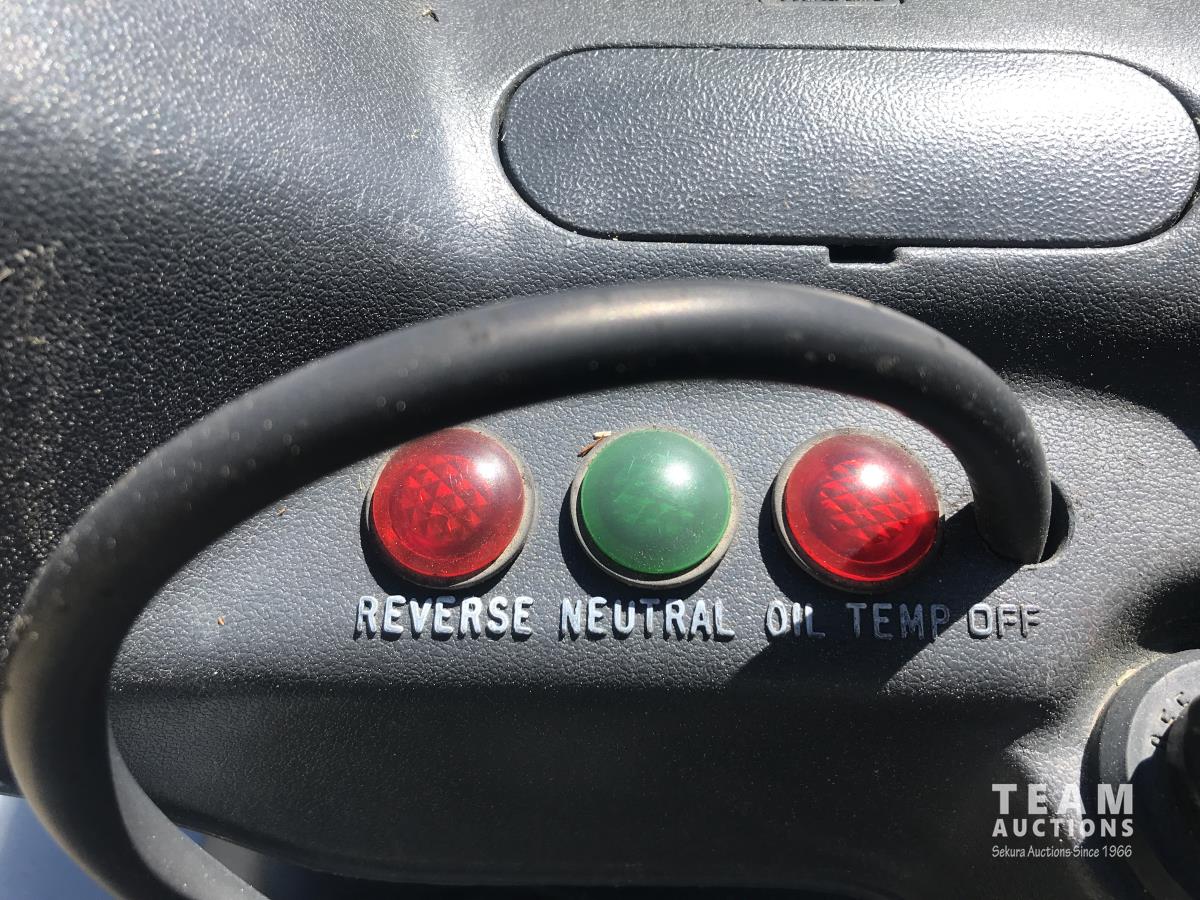 REVERSE NEUTRAL OIL TEMP OFF
TEAM
AUCTIONS
Sekura Auctions Since 1966